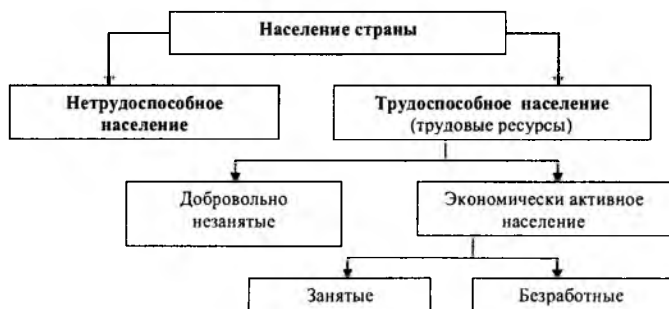 Население страны
Нетрудоспособное
население
Трудоспособное население
(трудовые ресурсы)
Добровольно
незанятые
Экономически активное
население
Занятые
Безработные